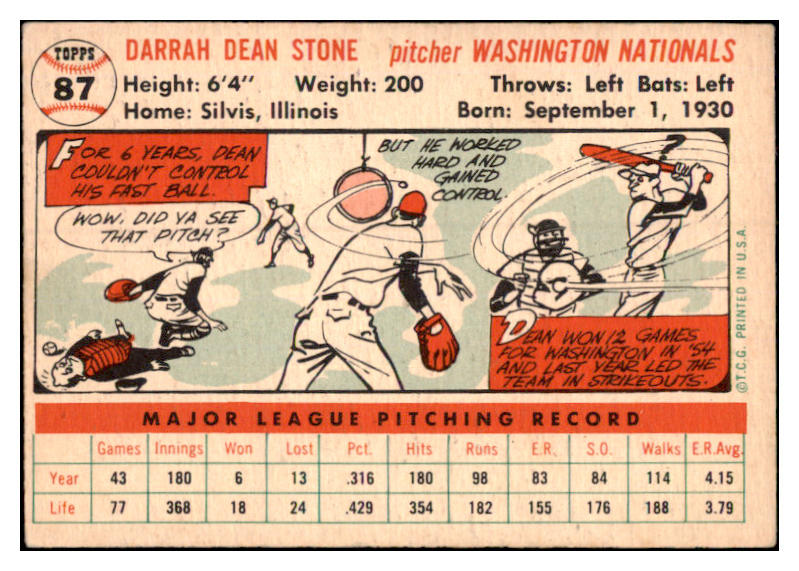 TOPPS
87
DARRAH DEAN STONE pitcher WASHINGTON NATIONALS
Height: 6'4" Weight: 200 Throws: Left Bats: Left
Home: Silvis, Illinois Born: September 1, 1930
FOR 6 YEARS, DEAN
COULDN'T CONTROL
HIS FAST BALL.
WOW, DID YA SEE
THAT PITCH?
BUT HE WORKED
HARD AND
GAINED
CONTROL.
?
DEAN WON 12 GAMES
FOR WASHINGTON IN '54
AND LAST YEAR LED THE
TEAM IN STRIKEOUTS.
©T.C.G. PRINTED IN U.S.A.
MAJOR LEAGUE PITCHING RECORD
Games Innings Won Lost Pct. Hits Runs E.R. S.O. Walks E.R.Avg.
Year 43 180 6 13 .316 180 98 83 84 114 4.15
Life 77 368 18 24 .429 354 182 155 176 188 3.79